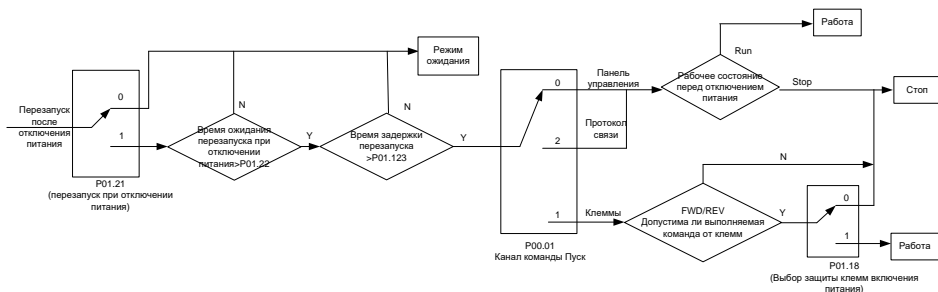 Перезапуск
после
отключения
питания
0
1
P01.21
(перезапуск при отключении
питания)
N
Время ожидания
перезапуска при
отключении
питания>P01.22
Y
N
Время задержки
перезапуска
>P01.123
Y
Режим
ожидания
0
2
1
P00.01
Канал команды Пуск
Панель
управления
Протокол
связи
Клеммы
Run
Рабочее состояние
перед отключением
питания
Stop
Работа
Стоп
N
FWD/REV
Допустима ли выполняемая
команда от клемм
Y
0
1
P01.18
(Выбор защиты клемм включения
питания)
Работа